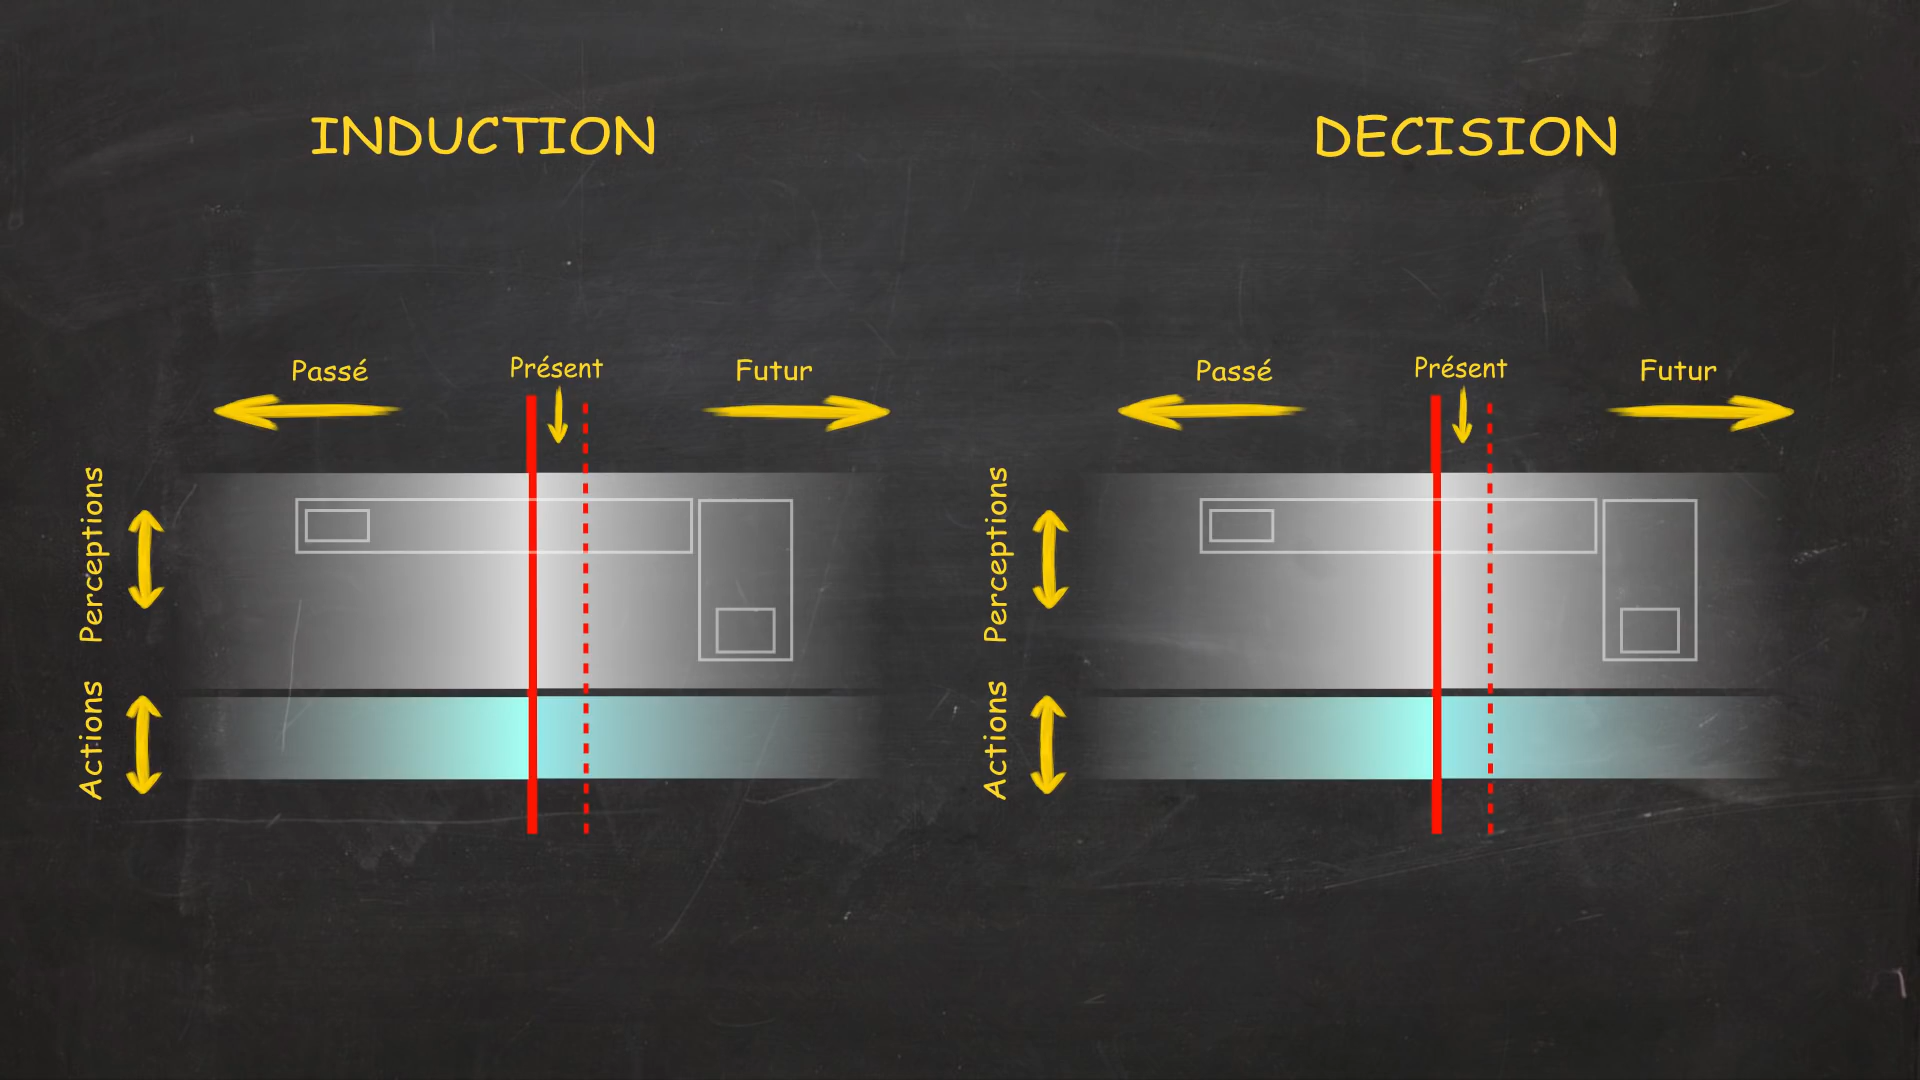 INDUCTION
DECISION
Passé
Présent
Futur
Perceptions
Actions
Passé
Présent
Futur
Perceptions
Actions